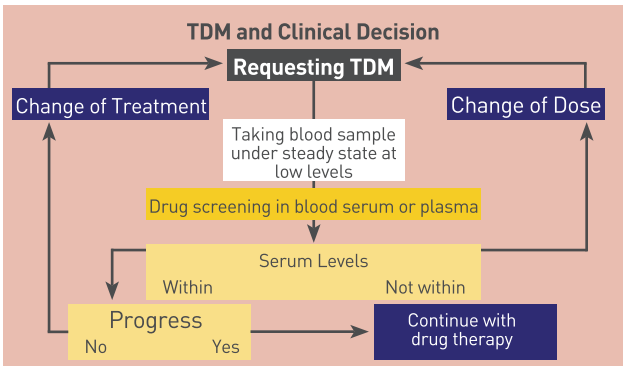 TDM and Clinical Decision
Requesting TDM
Change of Treatment
Change of Dose
Taking blood sample
under steady state at
low levels
Drug screening in blood serum or plasma
Serum Levels
Within
Not within
Progress
No
Yes
Continue with
drug therapy